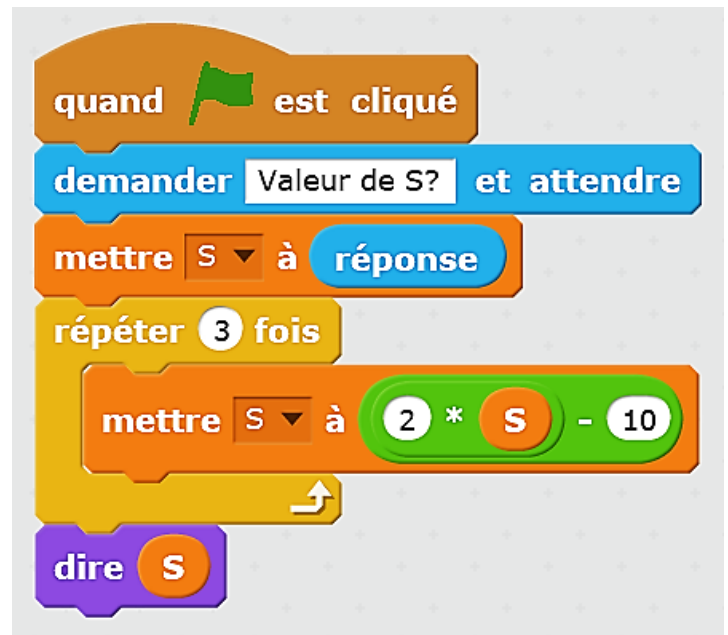 quand est cliqué
demander Valeur de S? et attendre
mettre S à réponse
répéter 3 fois
mettre S à 2 * S - 10
dire S